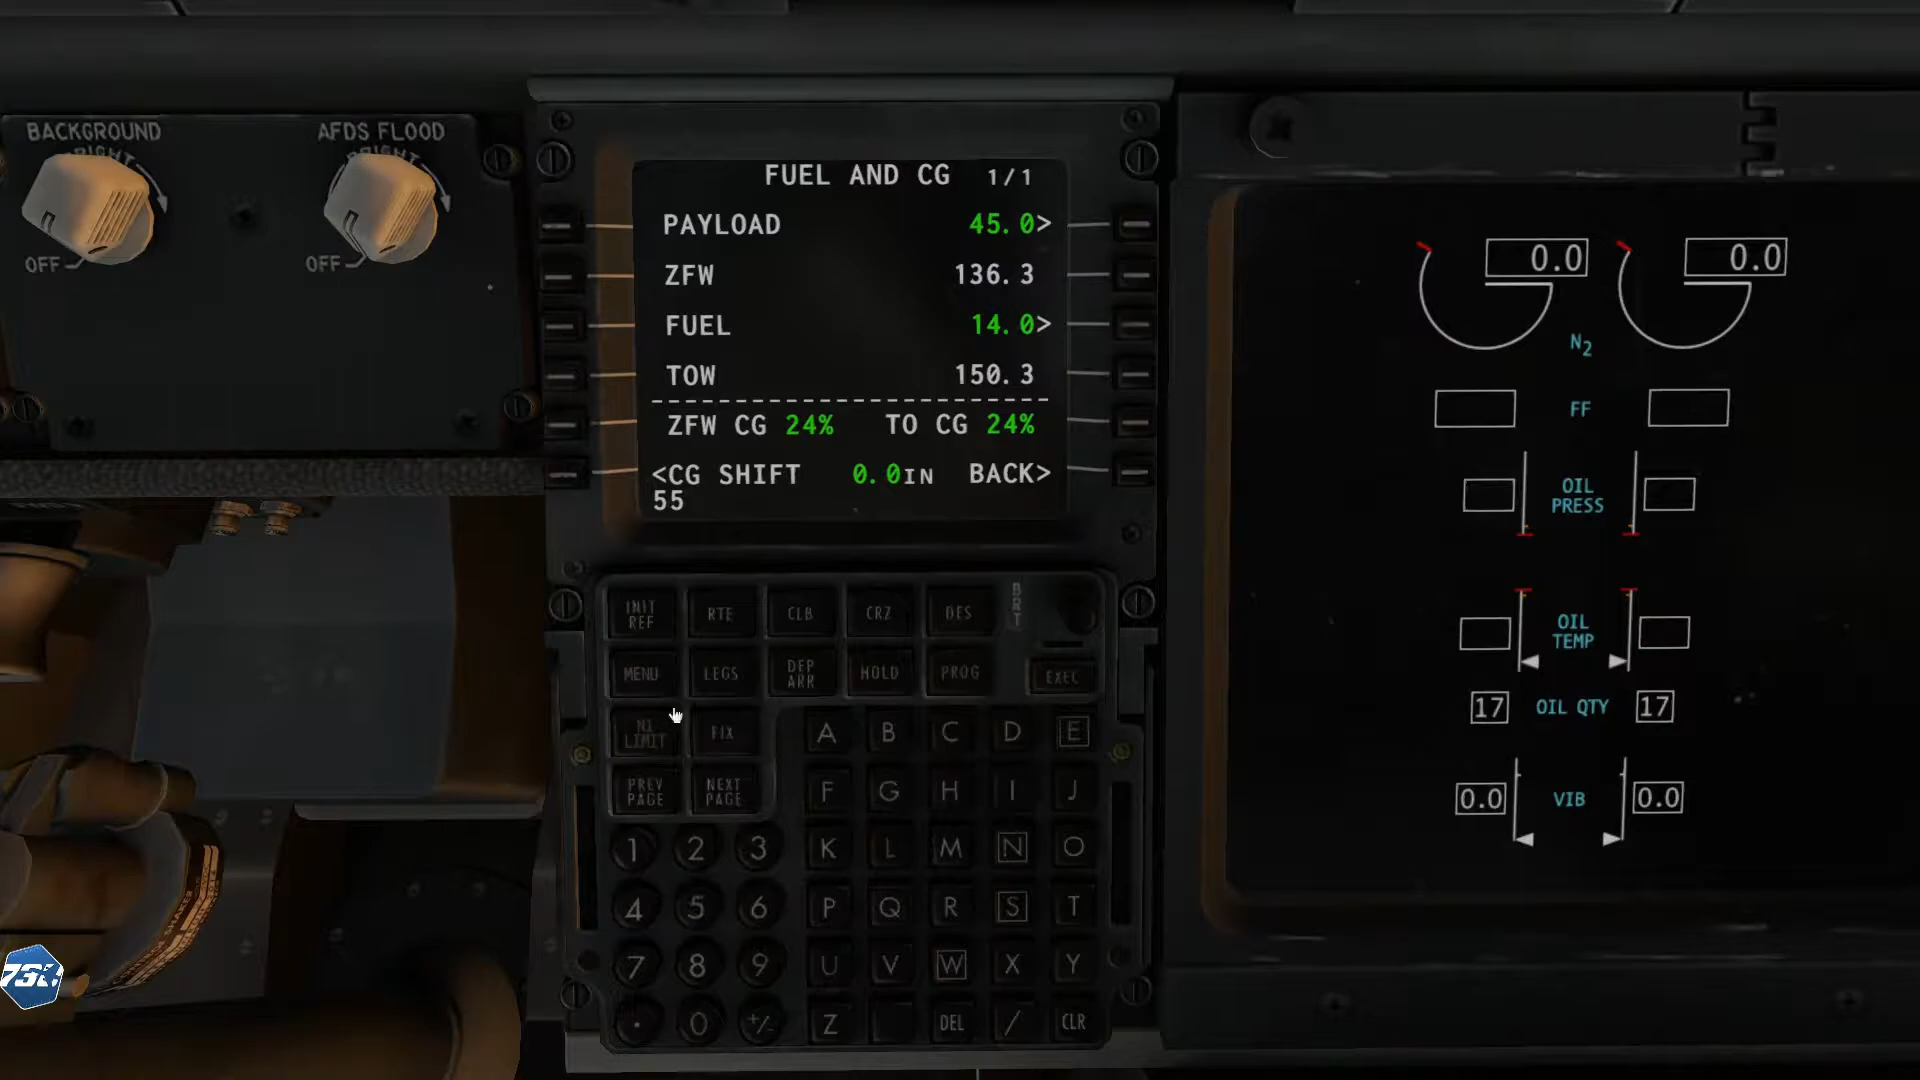 BACKGROUND
BRIGHT
OFF
AFDS FLOOD
BRIGHT
OFF
FUEL AND CG 1/1
PAYLOAD 45.0>
ZFW 136.3
FUEL 14.0>
TOW 150.3
ZFW CG 24% TO CG 24%
<CG SHIFT 0.0IN BACK>
55
INIT REF RTE CLB CRZ DES BRT
MENU LEGS DEP ARR HOLD PROG EXEC
N1 LIMIT FIX A B C D E
PREV PAGE NEXT PAGE F G H I J
1 2 3 K L M N O
4 5 6 P Q R S T
7 8 9 U V W X Y
. 0 +/- Z DEL / CLR
0.0 0.0
N2
FF
OIL
PRESS
OIL
TEMP
17 OIL QTY 17
0.0 VIB 0.0